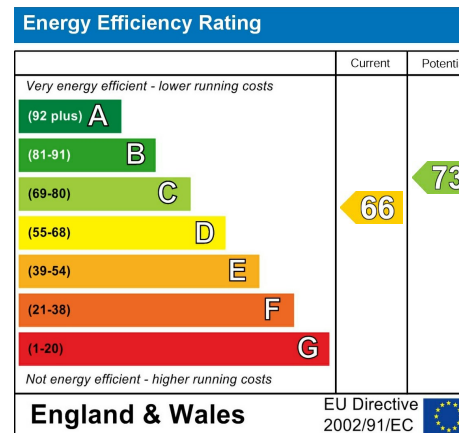 Energy Efficiency Rating
Current Potenti
Very energy efficient - lower running costs
(92 plus) A
(81-91) B
(69-80) C
73
66
(55-68) D
(39-54) E
(21-38) F
(1-20) G
Not energy efficient - higher running costs
England & Wales
EU Directive
2002/91/EC